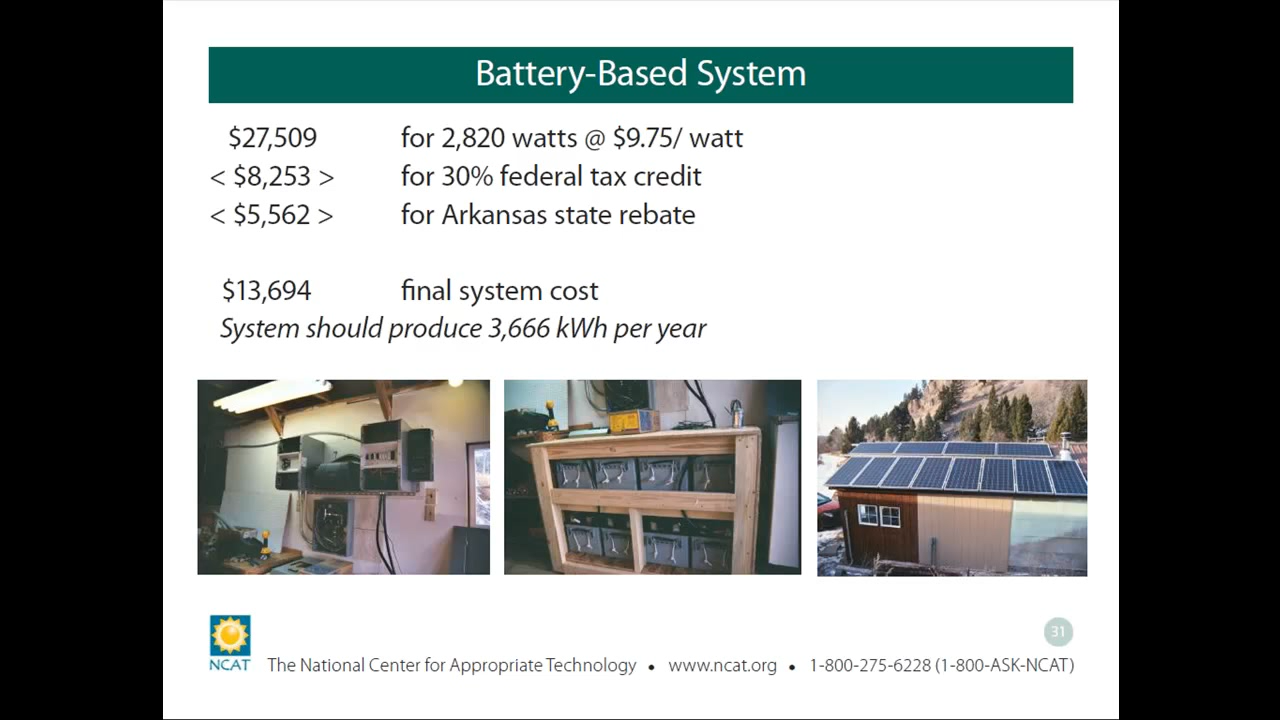 Battery-Based System
$27,509 for 2,820 watts @ $9.75/ watt
< $8,253 > for 30% federal tax credit
< $5,562 > for Arkansas state rebate
$13,694 final system cost
System should produce 3,666 kWh per year
31
NCAT
The National Center for Appropriate Technology • www.ncat.org • 1-800-275-6228 (1-800-ASK-NCAT)